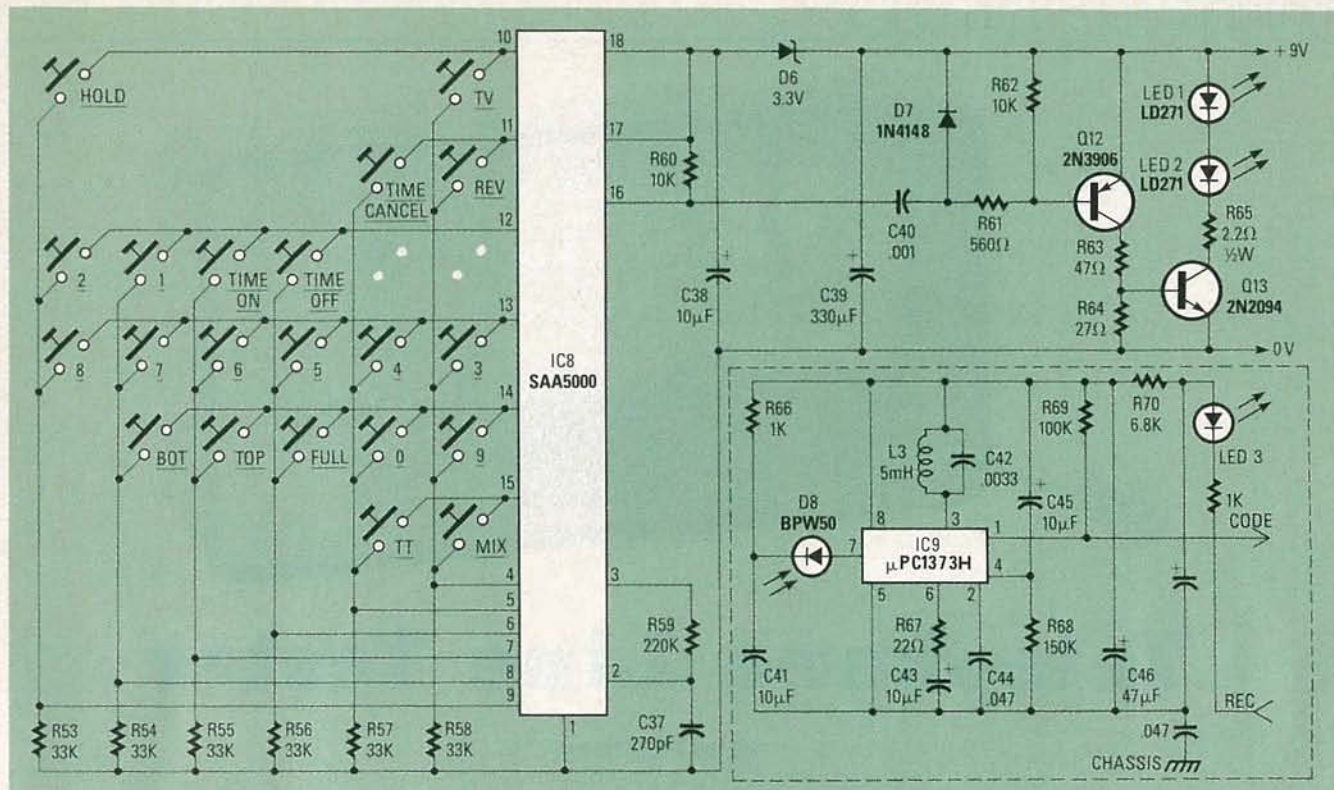 10
18
+9V
HOLD
TV
D6
3.3V
D7
1N4148
R62
10K
LED 1
LD271
11
17
Q12
2N3906
LED 2
LD271
R60
10K
TIME
CANCEL
REV
16
C40
.001
R61
560Ω
R65
2.2Ω
½W
12
2
1
TIME
ON
TIME
OFF
C38
10μF
C39
330μF
R63
47Ω
R64
27Ω
Q13
2N2094
13
0V
8
7
6
5
4
3
IC8
SAA5000
14
BOT
TOP
FULL
0
9
R66
1K
L3
5mH
C42
.0033
R69
100K
R70
6.8K
LED 3
15
TT
MIX
D8
BPW50
C45
10μF
1K
CODE
8
3
1
7
IC9
μPC1373H
4
5
6
2
4
3
5
6
7
8
2
9
R59
220K
R67
22Ω
R68
150K
C41
10μF
C43
10μF
C44
.047
C46
47μF
REC
R53
33K
R54
33K
R55
33K
R56
33K
R57
33K
R58
33K
1
C37
270pF
.047
CHASSIS